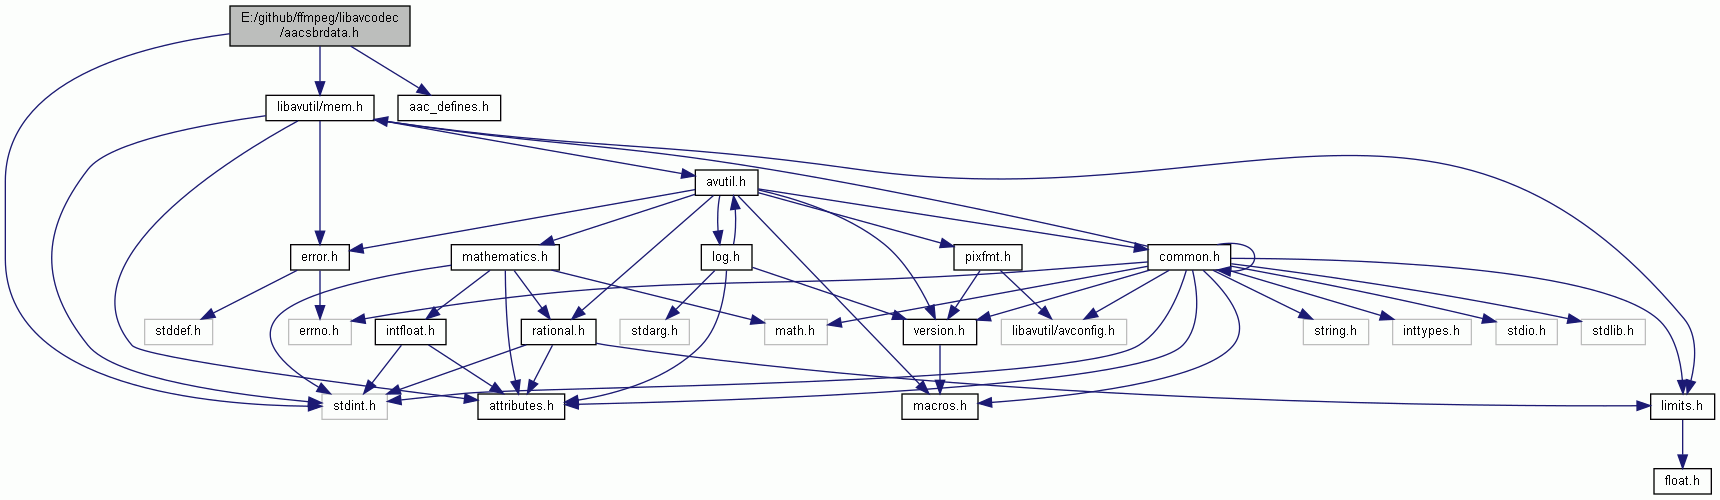 E:/github/ffmpeg/libavcodec
/aacsbrdata.h
libavutil/mem.h
aac_defines.h
avutil.h
error.h
mathematics.h
log.h
pixfmt.h
common.h
stddef.h
errno.h
intfloat.h
rational.h
stdarg.h
math.h
version.h
libavutil/avconfig.h
string.h
inttypes.h
stdio.h
stdlib.h
stdint.h
attributes.h
macros.h
limits.h
float.h